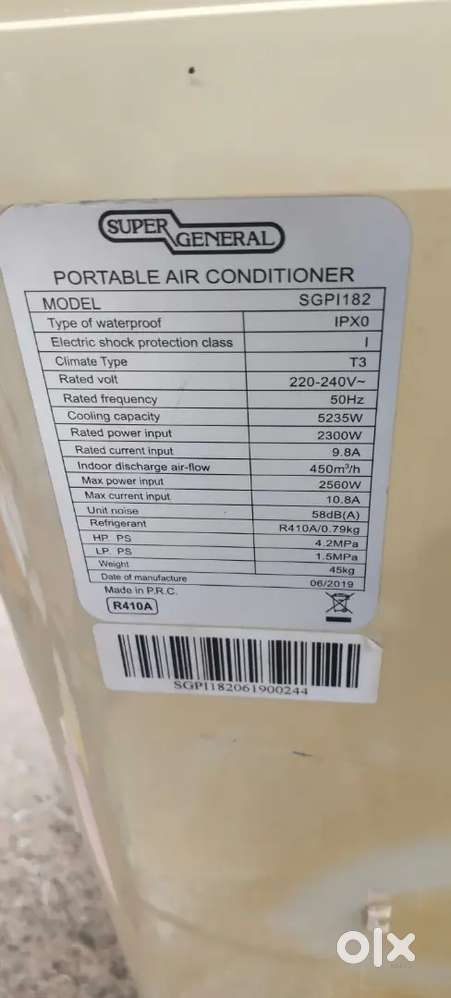 SUPER
GENERAL
PORTABLE AIR CONDITIONER
MODEL SGPI182
Type of waterproof IPX0
Electric shock protection class I
Climate Type T3
Rated volt 220-240V~
Rated frequency 50Hz
Cooling capacity 5235W
Rated power input 2300W
Rated current input 9.8A
Indoor discharge air-flow 450m³/h
Max power input 2560W
Max current input 10.8A
Unit noise 58dB(A)
Refrigerant R410A/0.79kg
HP. PS 4.2MPa
LP. PS 1.5MPa
Weight 45kg
Date of manufacture 06/2019
Made in P.R.C.
R410A
SGPI182061900244
olx